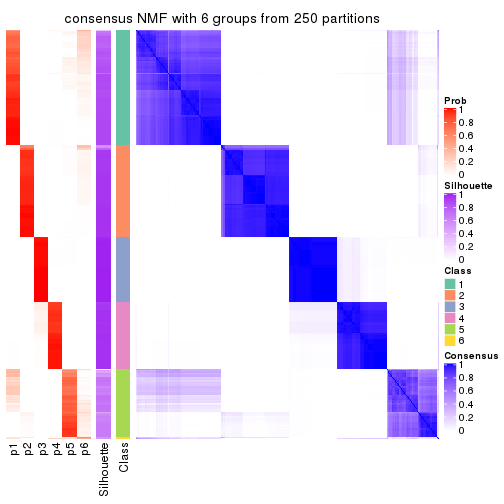 consensus NMF with 6 groups from 250 partitions
Prob
1
0.8
0.6
0.4
0.2
0
Silhouette
1
0.8
0.6
0.4
0.2
0
Class
1
2
3
4
5
6
Consensus
1
0.8
0.6
0.4
0.2
0
p1
p2
p3
p4
p5
p6
Silhouette
Class